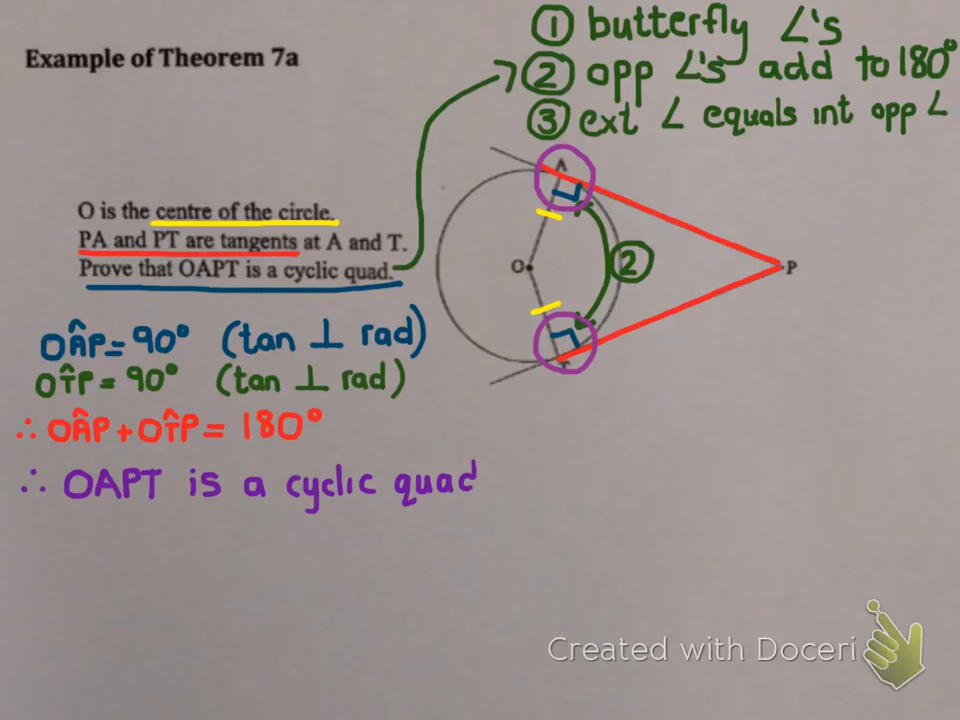 ① butterfly ∠'s
Example of Theorem 7a
② opp ∠'s add to 180°
③ ext ∠ equals int opp ∠
A
O is the centre of the circle.
PA and PT are tangents at A and T.
Prove that OAPT is a cyclic quad.
O
②
P
T
OÂP = 90° (tan ⊥ rad)
OT̂P = 90° (tan ⊥ rad)
∴ OÂP + OT̂P = 180°
∴ OAPT is a cyclic quad
Created with Doceri